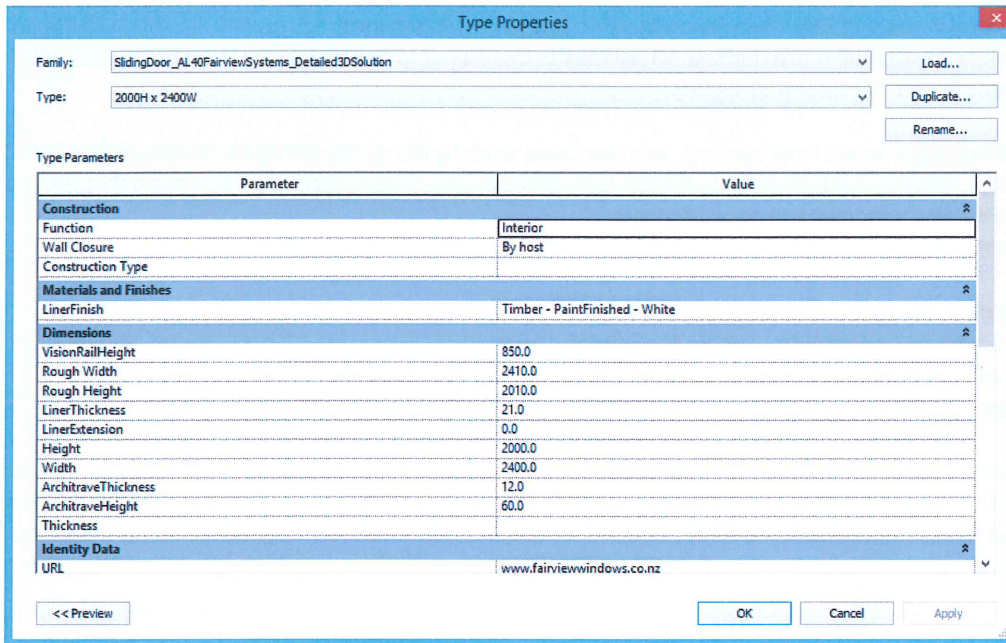 Type Properties
Family: SlidingDoor_AL40FairviewSystems_Detailed3DSolution Load...
Type: 2000H x 2400W Duplicate...
Rename...
Type Parameters
Parameter Value
Construction
Function Interior
Wall Closure By host
Construction Type
Materials and Finishes
LinerFinish Timber - PaintFinished - White
Dimensions
VisionRailHeight 850.0
Rough Width 2410.0
Rough Height 2010.0
LinerThickness 21.0
LinerExtension 0.0
Height 2000.0
Width 2400.0
ArchitraveThickness 12.0
ArchitraveHeight 60.0
Thickness
Identity Data
URL www.fairviewwindows.co.nz
<< Preview OK Cancel Apply